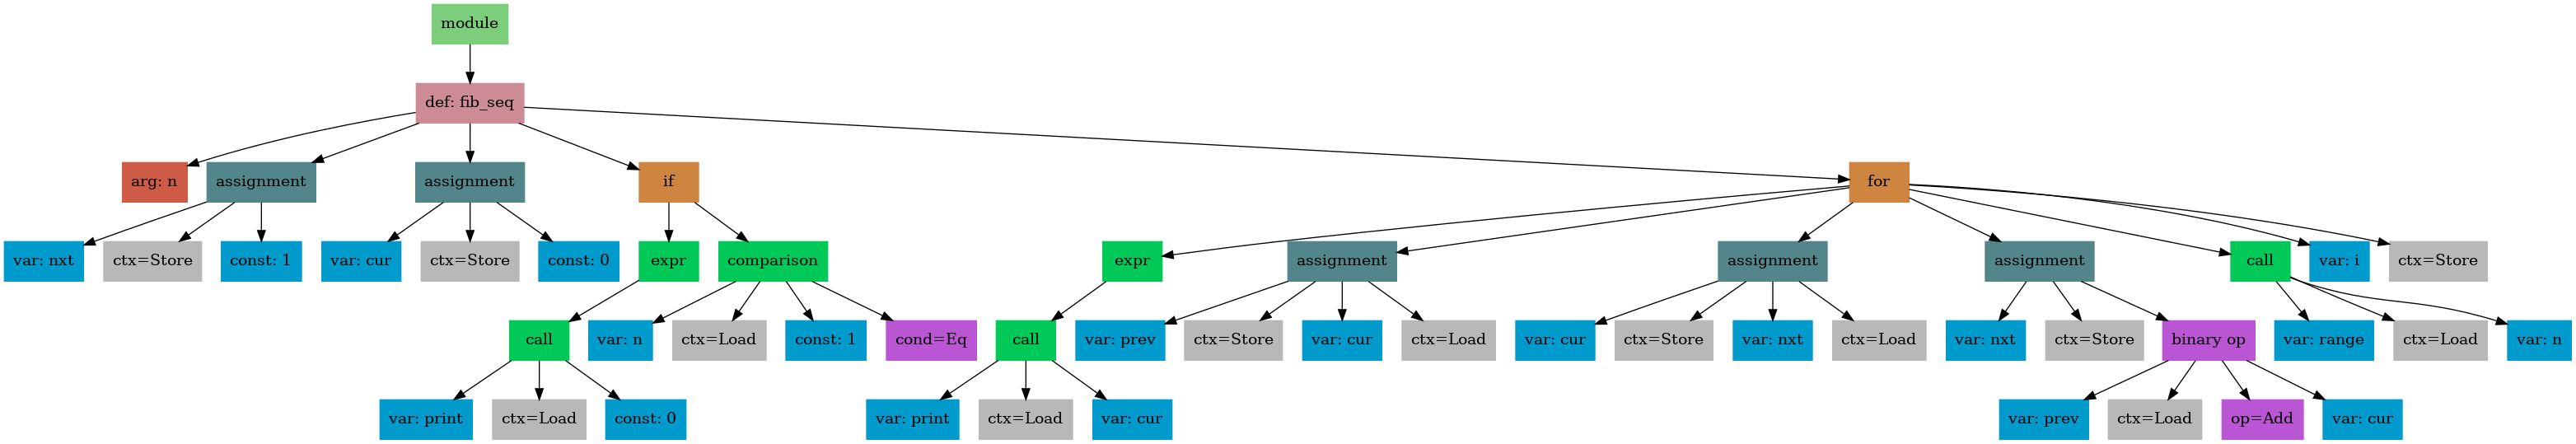 module
def: fib_seq
arg: n
assignment
assignment
if
for
var: nxt
ctx=Store
const: 1
var: cur
ctx=Store
const: 0
expr
comparison
expr
assignment
assignment
assignment
call
var: i
ctx=Store
call
var: n
ctx=Load
const: 1
cond=Eq
call
var: prev
ctx=Store
var: cur
ctx=Load
var: cur
ctx=Store
var: nxt
ctx=Load
var: nxt
ctx=Store
binary op
var: range
ctx=Load
var: n
var: print
ctx=Load
const: 0
var: print
ctx=Load
var: cur
var: prev
ctx=Load
op=Add
var: cur